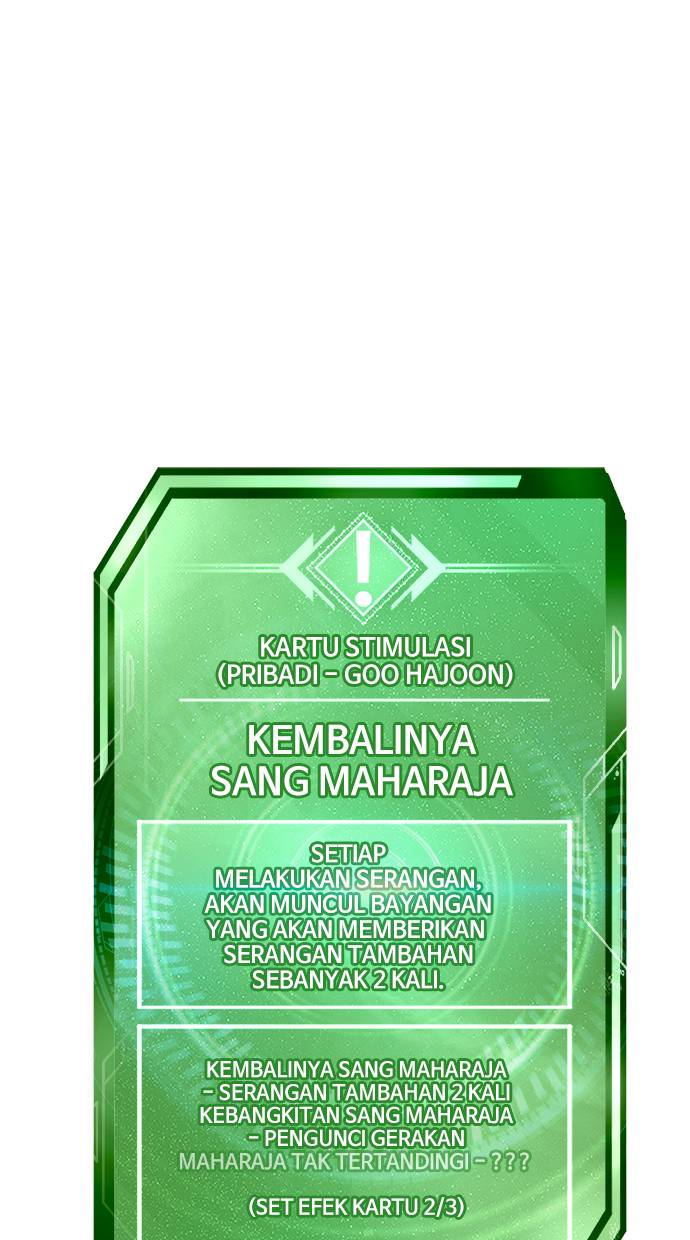 !
KARTU STIMULASI
(PRIBADI - GOO HAJOON)
KEMBALINYA
SANG MAHARAJA
SETIAP
MELAKUKAN SERANGAN,
AKAN MUNCUL BAYANGAN
YANG AKAN MEMBERIKAN
SERANGAN TAMBAHAN
SEBANYAK 2 KALI.
KEMBALINYA SANG MAHARAJA
- SERANGAN TAMBAHAN 2 KALI
KEBANGKITAN SANG MAHARAJA
- PENGUNCI GERAKAN
MAHARAJA TAK TERTANDINGI - ???
(SET EFEK KARTU 2/3)